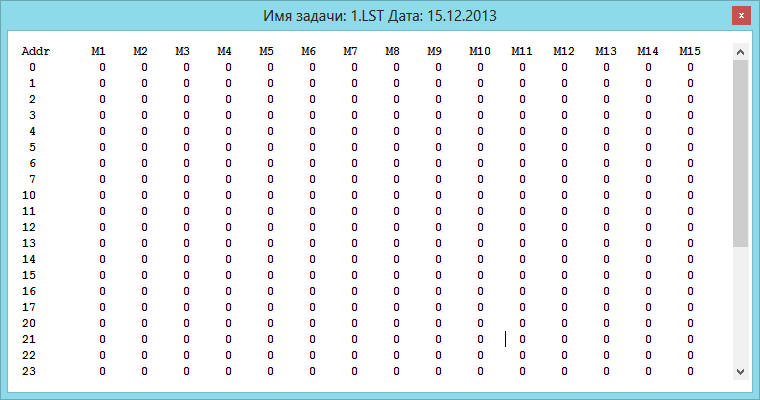 Имя задачи: 1.LST Дата: 15.12.2013
x
Addr M1 M2 M3 M4 M5 M6 M7 M8 M9 M10 M11 M12 M13 M14 M15
0 0 0 0 0 0 0 0 0 0 0 0 0 0 0 0
1 0 0 0 0 0 0 0 0 0 0 0 0 0 0 0
2 0 0 0 0 0 0 0 0 0 0 0 0 0 0 0
3 0 0 0 0 0 0 0 0 0 0 0 0 0 0 0
4 0 0 0 0 0 0 0 0 0 0 0 0 0 0 0
5 0 0 0 0 0 0 0 0 0 0 0 0 0 0 0
6 0 0 0 0 0 0 0 0 0 0 0 0 0 0 0
7 0 0 0 0 0 0 0 0 0 0 0 0 0 0 0
10 0 0 0 0 0 0 0 0 0 0 0 0 0 0 0
11 0 0 0 0 0 0 0 0 0 0 0 0 0 0 0
12 0 0 0 0 0 0 0 0 0 0 0 0 0 0 0
13 0 0 0 0 0 0 0 0 0 0 0 0 0 0 0
14 0 0 0 0 0 0 0 0 0 0 0 0 0 0 0
15 0 0 0 0 0 0 0 0 0 0 0 0 0 0 0
16 0 0 0 0 0 0 0 0 0 0 0 0 0 0 0
17 0 0 0 0 0 0 0 0 0 0 0 0 0 0 0
20 0 0 0 0 0 0 0 0 0 0 0 0 0 0 0
21 0 0 0 0 0 0 0 0 0 0 0 0 0 0 0
22 0 0 0 0 0 0 0 0 0 0 0 0 0 0 0
23 0 0 0 0 0 0 0 0 0 0 0 0 0 0 0